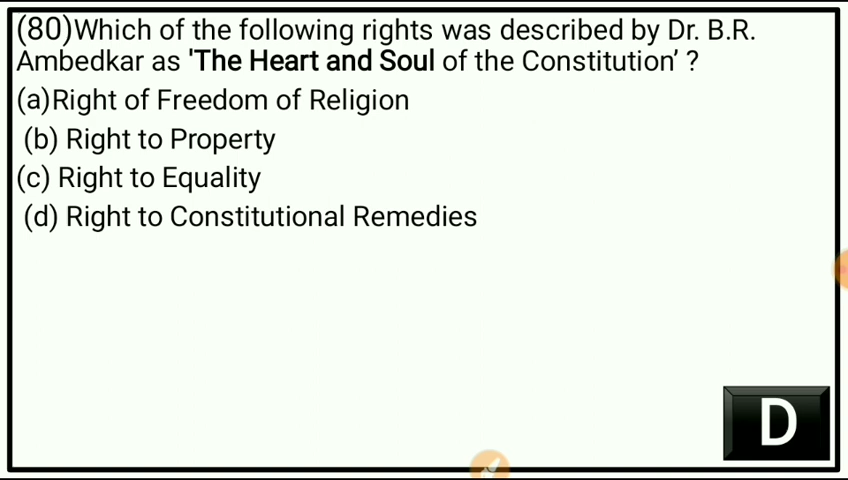 (80)Which of the following rights was described by Dr. B.R.
Ambedkar as 'The Heart and Soul of the Constitution’ ?
(a)Right of Freedom of Religion
(b) Right to Property
(c) Right to Equality
(d) Right to Constitutional Remedies
D